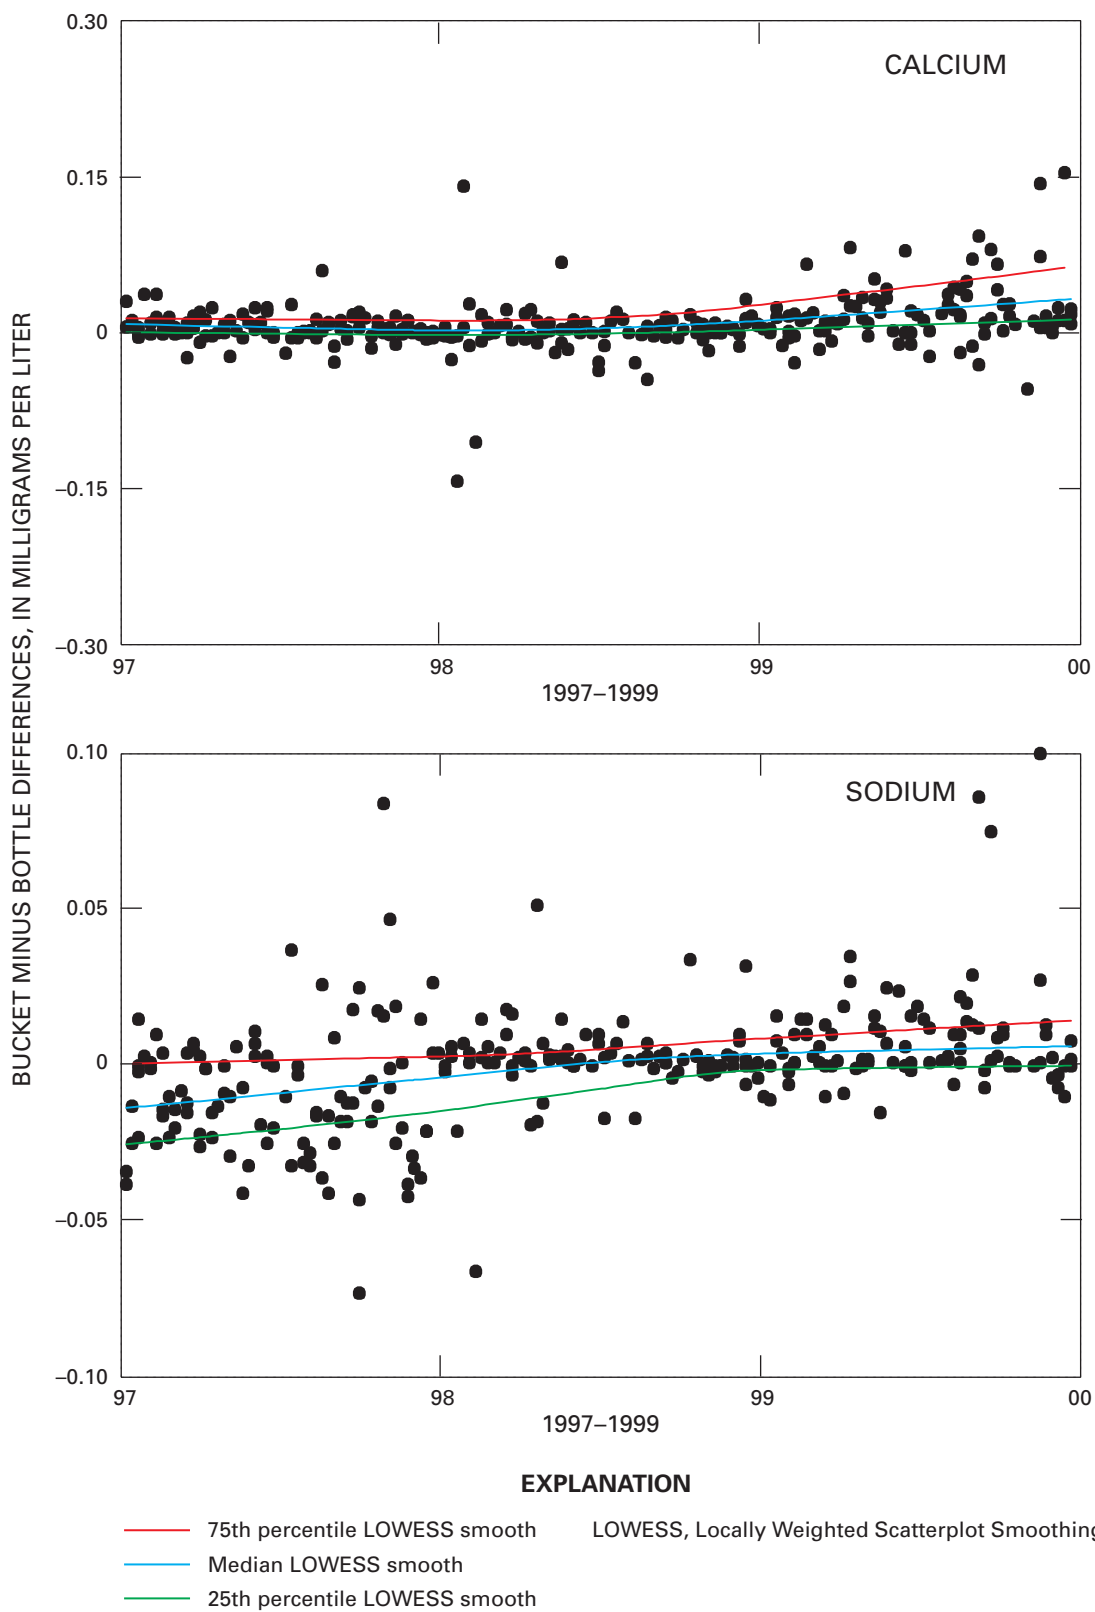 0.30
CALCIUM
0.15
0
−0.15
−0.30
97 98 99 00
1997–1999
BUCKET MINUS BOTTLE DIFFERENCES, IN MILLIGRAMS PER LITER
0.10
SODIUM
0.05
0
−0.05
−0.10
97 98 99 00
1997–1999
EXPLANATION
75th percentile LOWESS smooth LOWESS, Locally Weighted Scatterplot Smoothing
Median LOWESS smooth
25th percentile LOWESS smooth